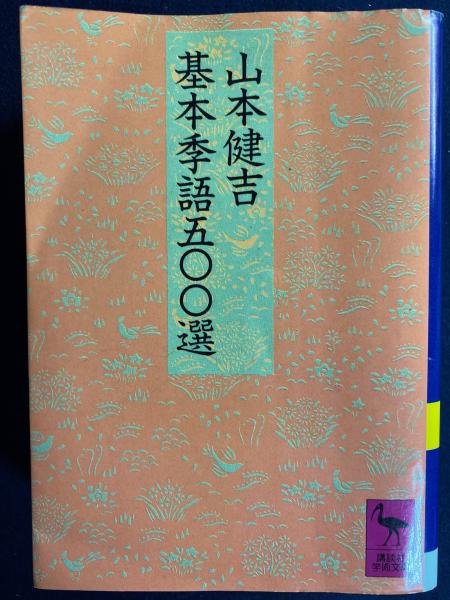 山本健吉
基本季語五〇〇選
講談社
学術文庫